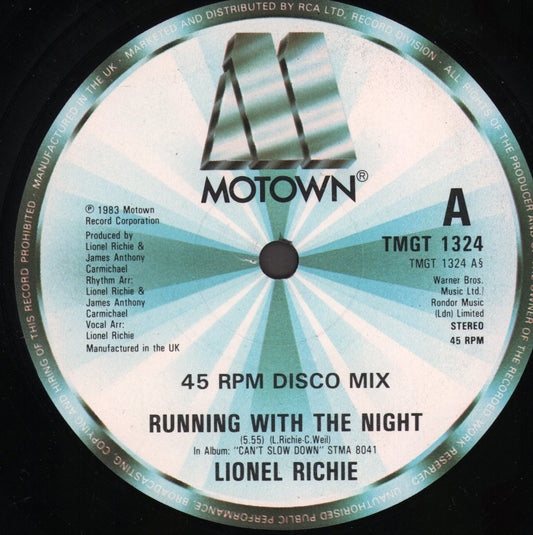 MANUFACTURED IN THE UK · MARKETED AND DISTRIBUTED BY RCA LTD, RECORD DIVISION · ALL RIGHTS OF THE PRODUCER AND
OWNER OF THE RECORDED WORK RESERVED · UNAUTHORISED PUBLIC PERFORMANCE, BROADCASTING, COPYING AND HIRING OF THIS RECORD PROHIBITED ·
MOTOWN®
℗ 1983 Motown
Record Corporation
Produced by
Lionel Richie &
James Anthony
Carmichael
Rhythm Arr:
Lionel Richie &
James Anthony
Carmichael
Vocal Arr:
Lionel Richie
Manufactured in the UK
A
TMGT 1324
TMGT 1324 A§
Warner Bros.
Music Ltd./
Rondor Music
(Ldn) Limited
STEREO
45 RPM
45 RPM DISCO MIX
RUNNING WITH THE NIGHT
(5.55) (L.Richie-C.Weil)
In Album: "CAN'T SLOW DOWN" STMA 8041
LIONEL RICHIE